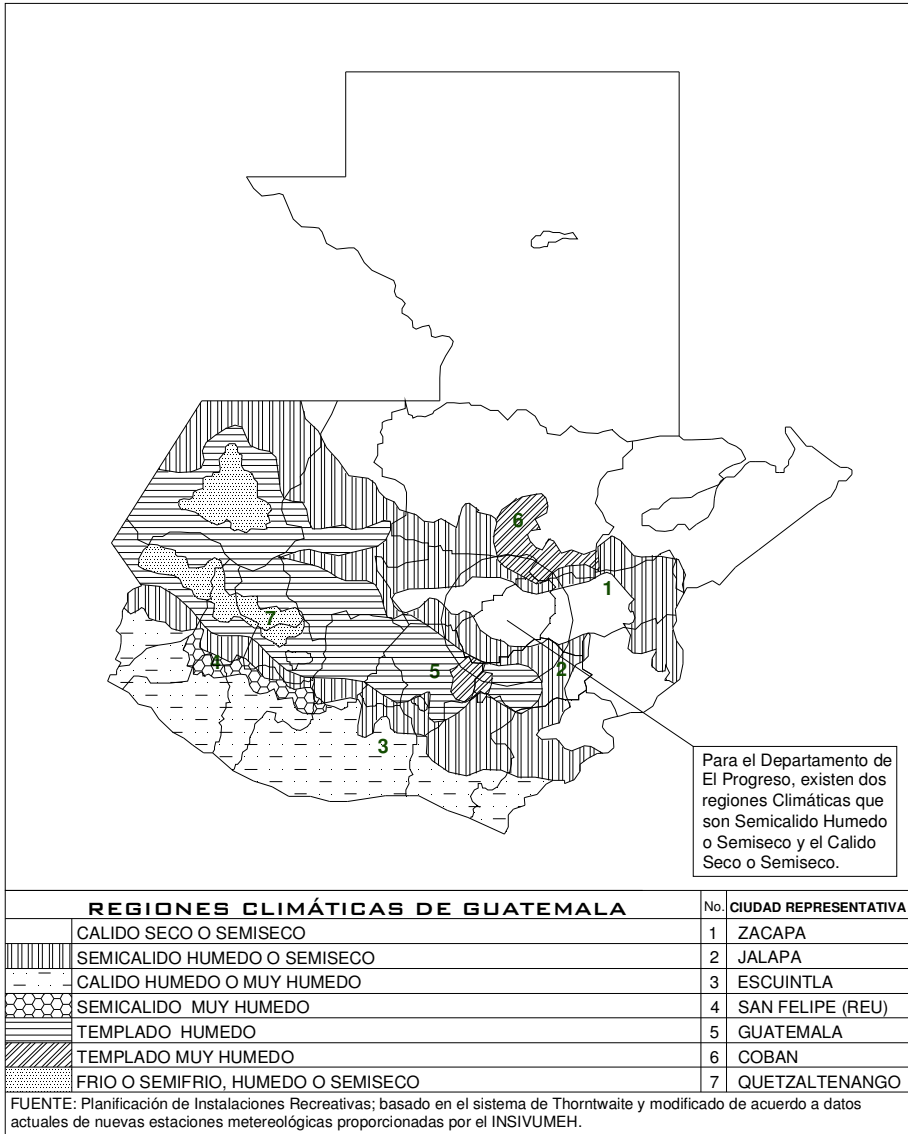 6
1
7
4
5
2
3
Para el Departamento de
El Progreso, existen dos
regiones Climáticas que
son Semicalido Humedo
o Semiseco y el Calido
Seco o Semiseco.
REGIONES CLIMÁTICAS DE GUATEMALA No. CIUDAD REPRESENTATIVA
CALIDO SECO O SEMISECO 1 ZACAPA
SEMICALIDO HUMEDO O SEMISECO 2 JALAPA
CALIDO HUMEDO O MUY HUMEDO 3 ESCUINTLA
SEMICALIDO MUY HUMEDO 4 SAN FELIPE (REU)
TEMPLADO HUMEDO 5 GUATEMALA
TEMPLADO MUY HUMEDO 6 COBAN
FRIO O SEMIFRIO, HUMEDO O SEMISECO 7 QUETZALTENANGO
FUENTE: Planificación de Instalaciones Recreativas; basado en el sistema de Thorntwaite y modificado de acuerdo a datos
actuales de nuevas estaciones metereológicas proporcionadas por el INSIVUMEH.